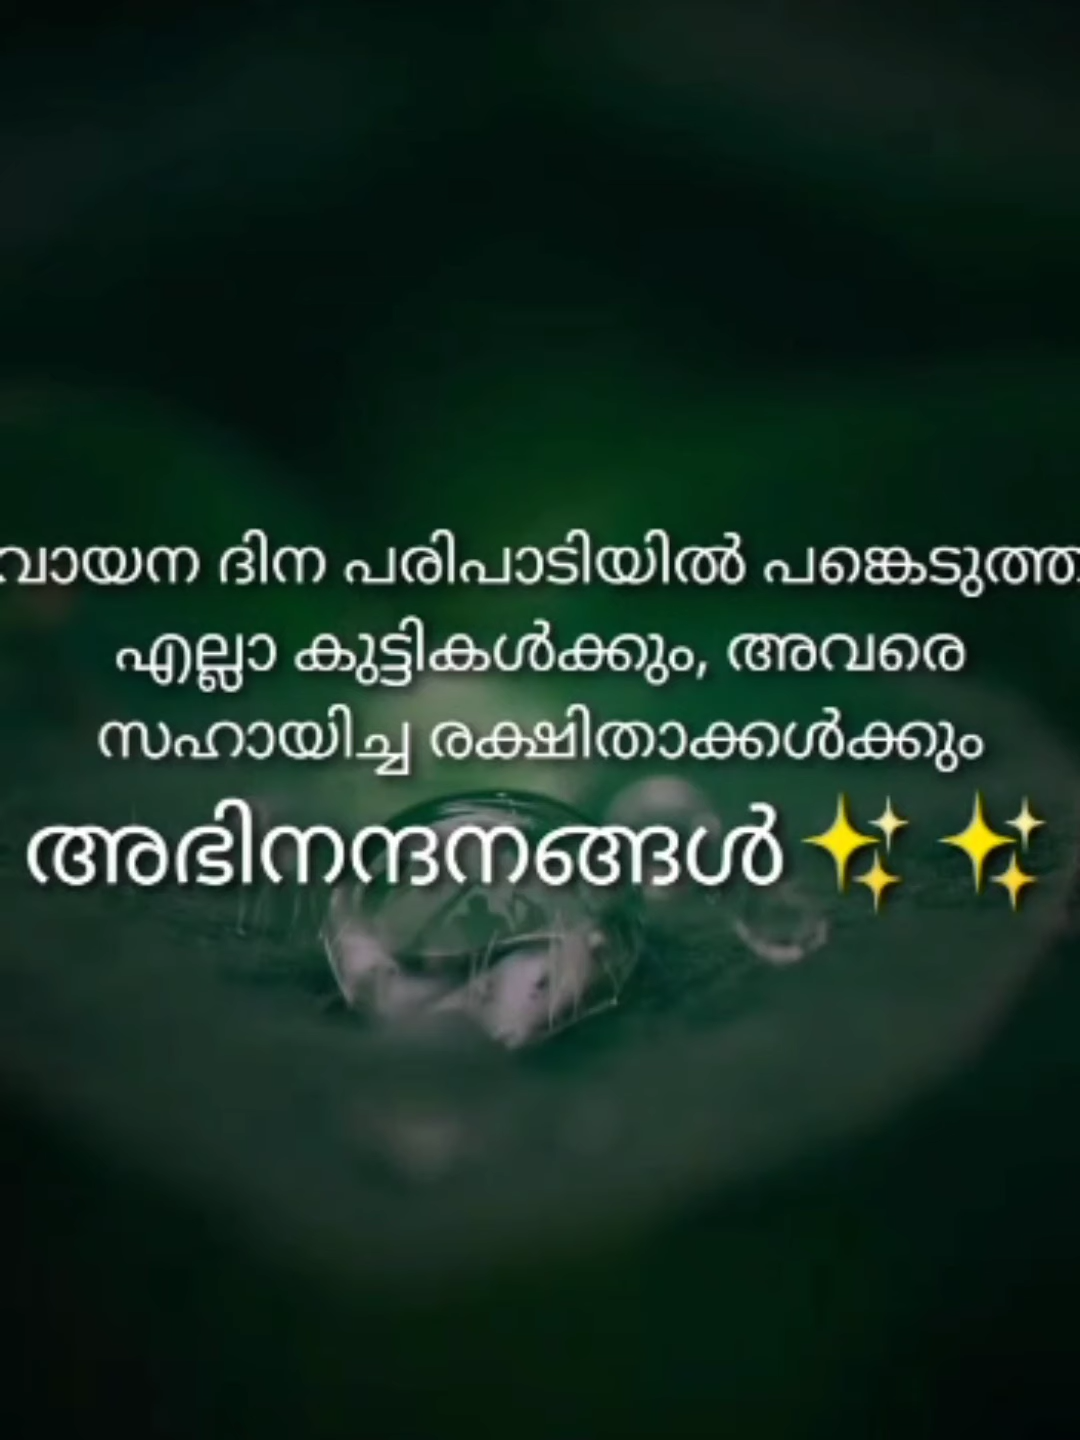 വായന ദിന പരിപാടിയിൽ പങ്കെടുത്ത
എല്ലാ കുട്ടികൾക്കും, അവരെ
സഹായിച്ച രക്ഷിതാക്കൾക്കും
അഭിനന്ദനങ്ങൾ✨ ✨